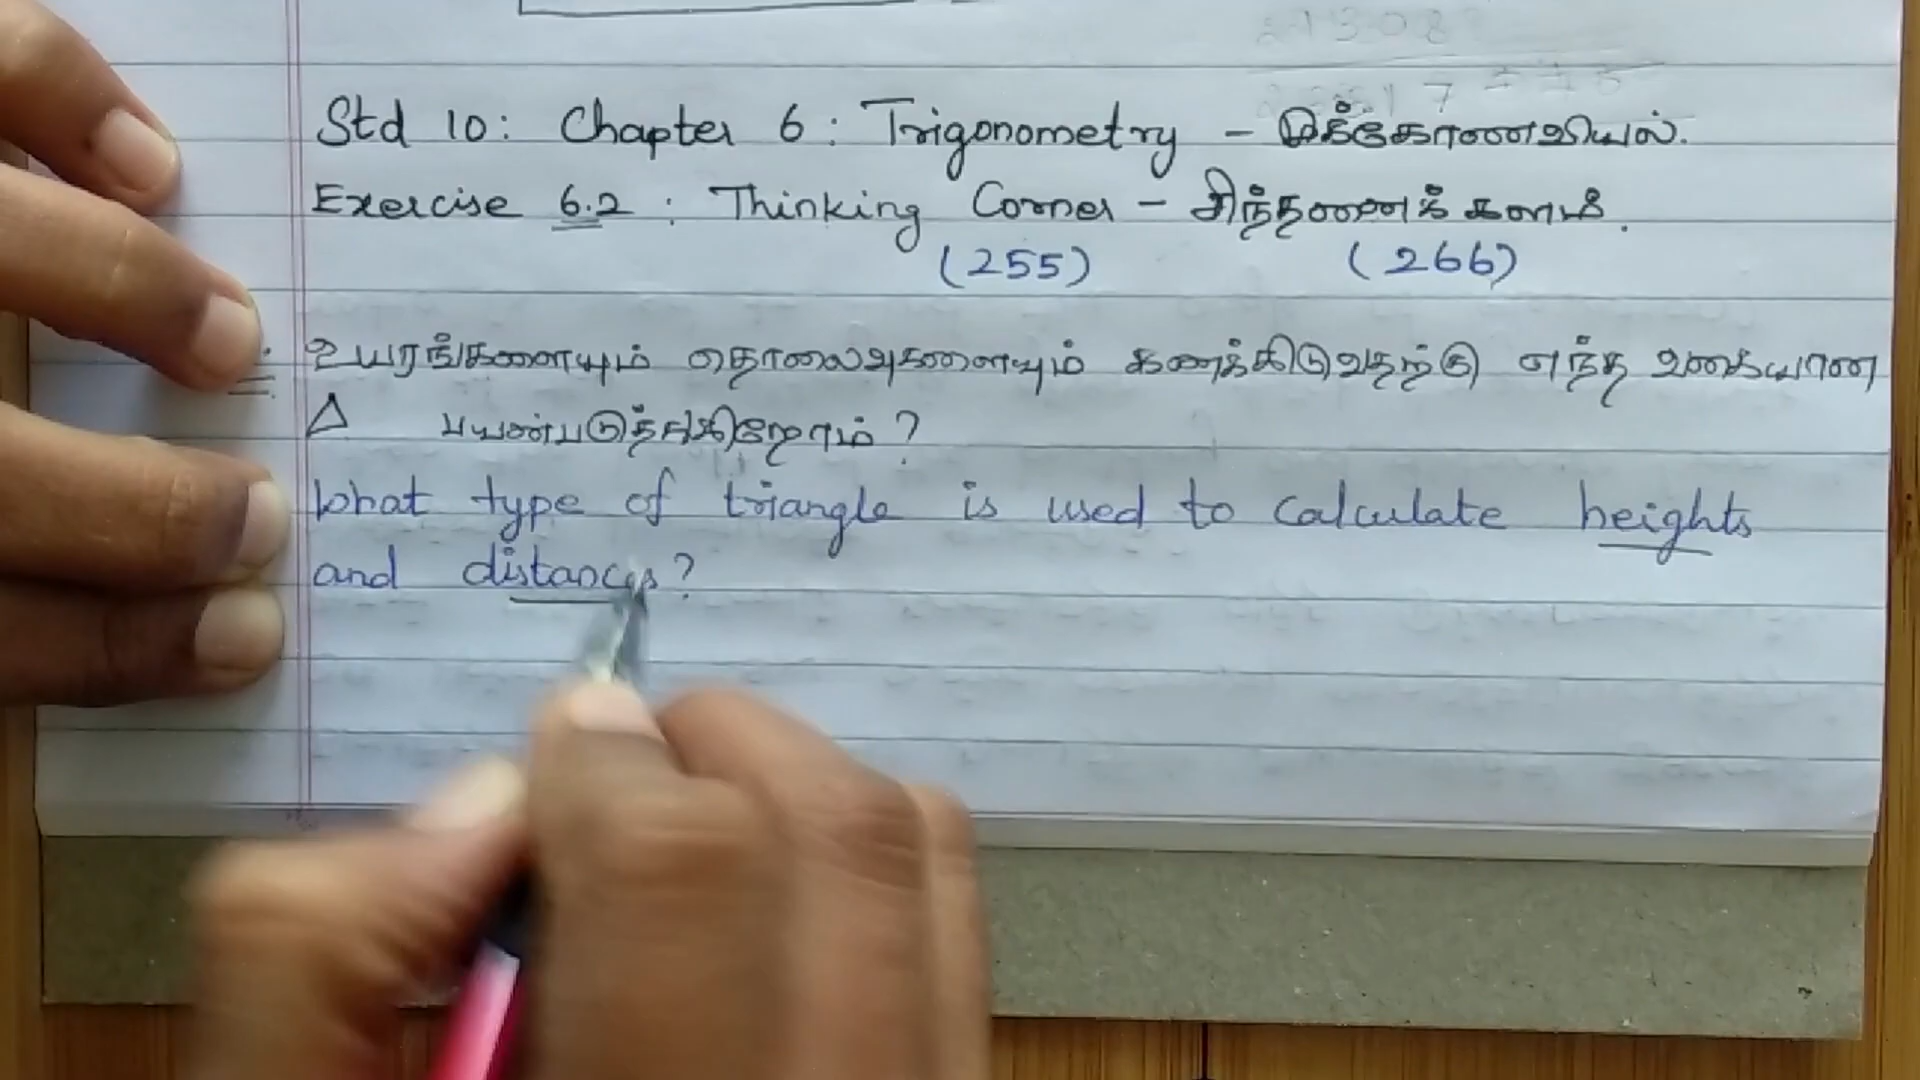 Std 10: Chapter 6: Trigonometry - முக்கோணவியல்.
Exercise 6.2: Thinking Corner - சிந்தனைக் களம்.
(255) (266)
உயரங்களையும் தொலைவுகளையும் கணக்கிடுவதற்கு எந்த வகையான
△ பயன்படுத்துகிறோம்?
What type of triangle is used to calculate heights
and distances?